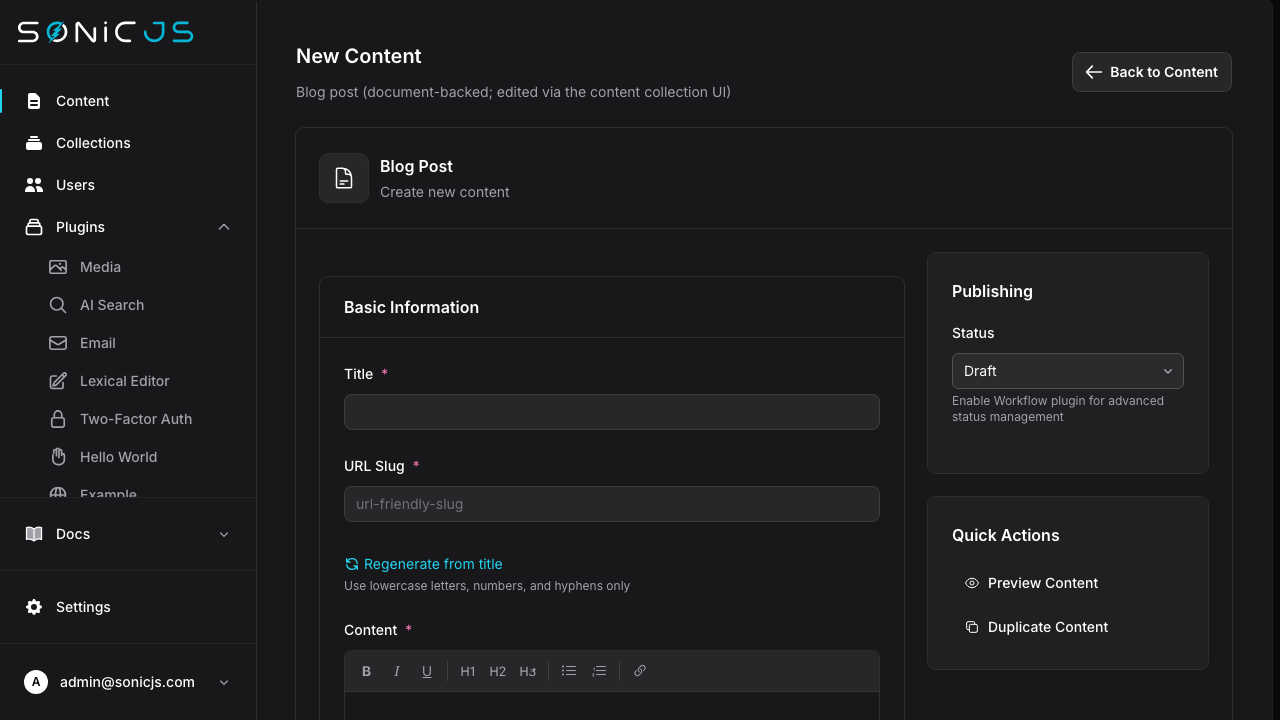 SONICJS
Content
Collections
Users
Plugins
Media
AI Search
Email
Lexical Editor
Two-Factor Auth
Hello World
Example
Docs
Settings
A admin@sonicjs.com
New Content
Blog post (document-backed; edited via the content collection UI)
Back to Content
Blog Post
Create new content
Basic Information
Title *
URL Slug *
url-friendly-slug
Regenerate from title
Use lowercase letters, numbers, and hyphens only
Content *
B I U H1 H2 H3
Publishing
Status
Draft
Enable Workflow plugin for advanced
status management
Quick Actions
Preview Content
Duplicate Content